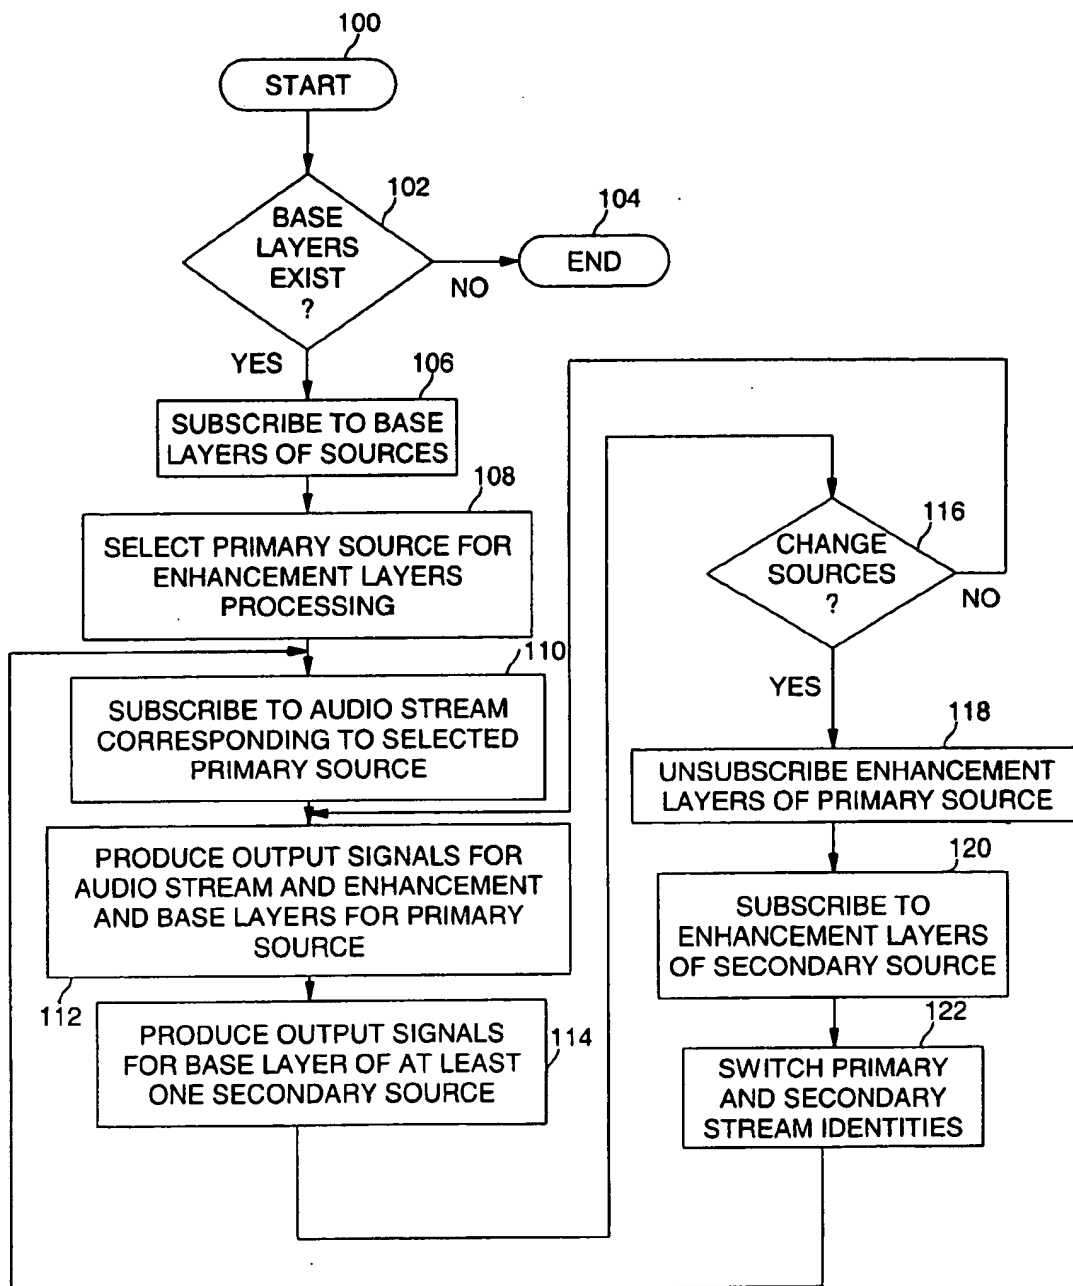 100
START
102
BASE
LAYERS
EXIST
?
104
END
NO
YES
106
SUBSCRIBE TO BASE
LAYERS OF SOURCES
108
SELECT PRIMARY SOURCE FOR
ENHANCEMENT LAYERS
PROCESSING
110
SUBSCRIBE TO AUDIO STREAM
CORRESPONDING TO SELECTED
PRIMARY SOURCE
PRODUCE OUTPUT SIGNALS FOR
AUDIO STREAM AND ENHANCEMENT
AND BASE LAYERS FOR PRIMARY
SOURCE
112
PRODUCE OUTPUT SIGNALS
FOR BASE LAYER OF AT LEAST
ONE SECONDARY SOURCE
114
116
CHANGE
SOURCES
?
NO
YES
118
UNSUBSCRIBE ENHANCEMENT
LAYERS OF PRIMARY SOURCE
120
SUBSCRIBE TO
ENHANCEMENT LAYERS
OF SECONDARY SOURCE
122
SWITCH PRIMARY
AND SECONDARY
STREAM IDENTITIES